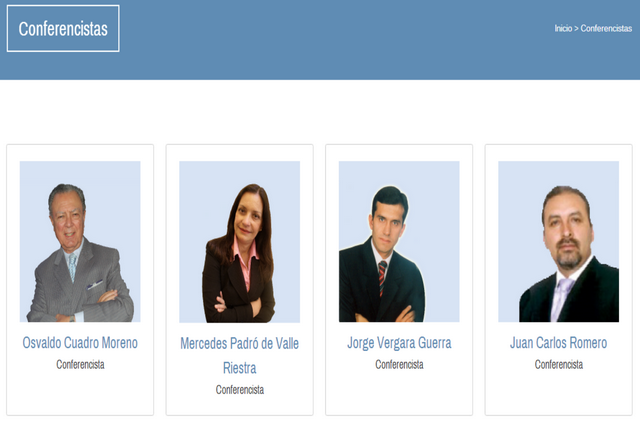 Conferencistas
Inicio > Conferencistas
Osvaldo Cuadro Moreno
Conferencista
Mercedes Padró de Valle
Riestra
Conferencista
Jorge Vergara Guerra
Conferencista
Juan Carlos Romero
Conferencista